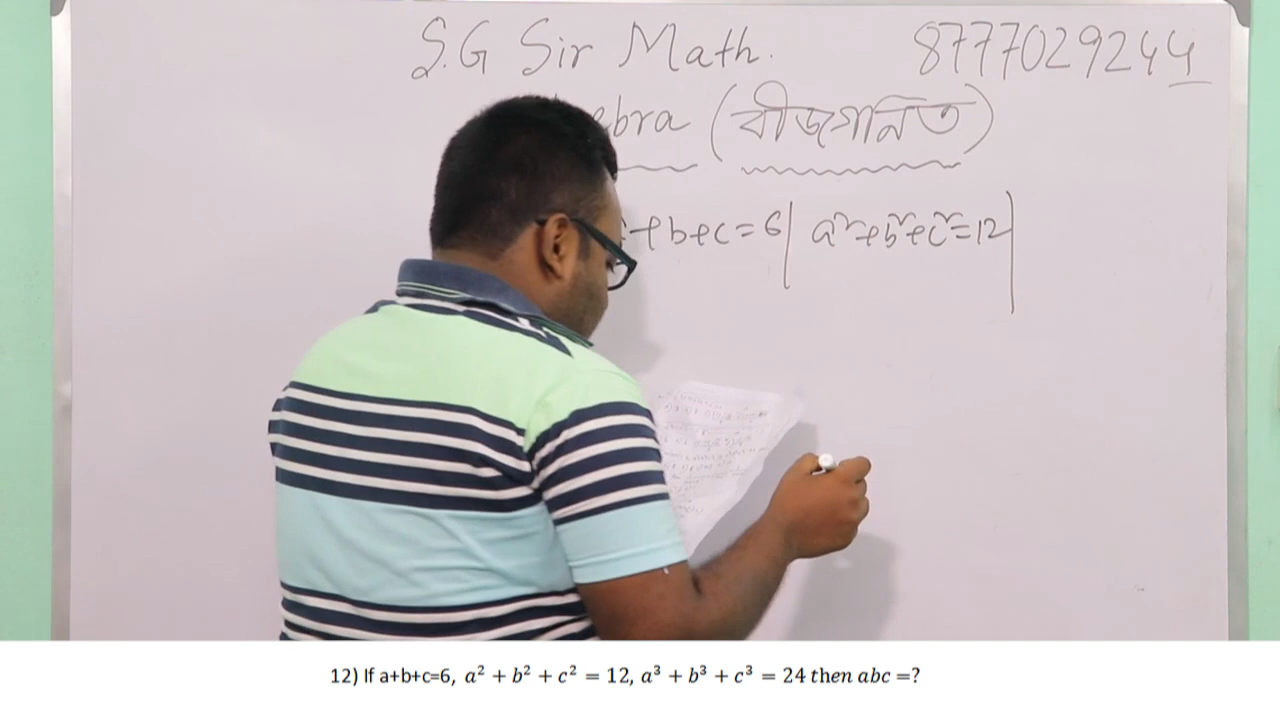 S.G Sir Math. 8777029244
ebra (বীজগনিত)
+b+c=6| a²+b²+c²=12|
12) If a+b+c=6, a² + b² + c² = 12, a³ + b³ + c³ = 24 then abc =?